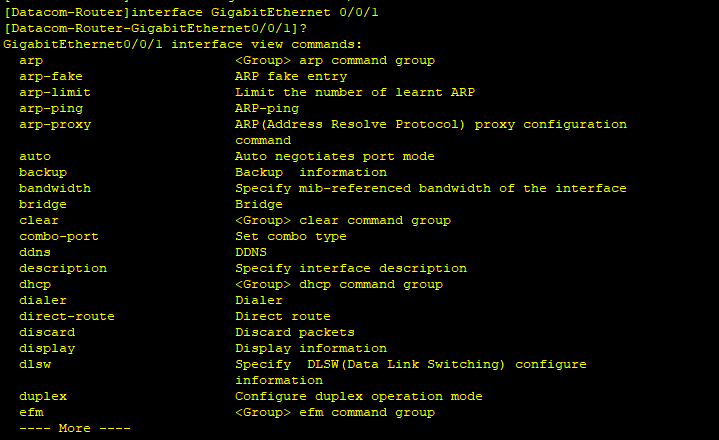 [Datacom-Router]interface GigabitEthernet 0/0/1
[Datacom-Router-GigabitEthernet0/0/1]?
GigabitEthernet0/0/1 interface view commands:
  arp                        <Group> arp command group
  arp-fake                   ARP fake entry
  arp-limit                  Limit the number of learnt ARP
  arp-ping                   ARP-ping
  arp-proxy                  ARP(Address Resolve Protocol) proxy configuration
                             command
  auto                       Auto negotiates port mode
  backup                     Backup  information
  bandwidth                  Specify mib-referenced bandwidth of the interface
  bridge                     Bridge
  clear                      <Group> clear command group
  combo-port                 Set combo type
  ddns                       DDNS
  description                Specify interface description
  dhcp                       <Group> dhcp command group
  dialer                     Dialer
  direct-route               Direct route
  discard                    Discard packets
  display                    Display information
  dlsw                       Specify  DLSW(Data Link Switching) configure
                             information
  duplex                     Configure duplex operation mode
  efm                        <Group> efm command group
  ---- More ----